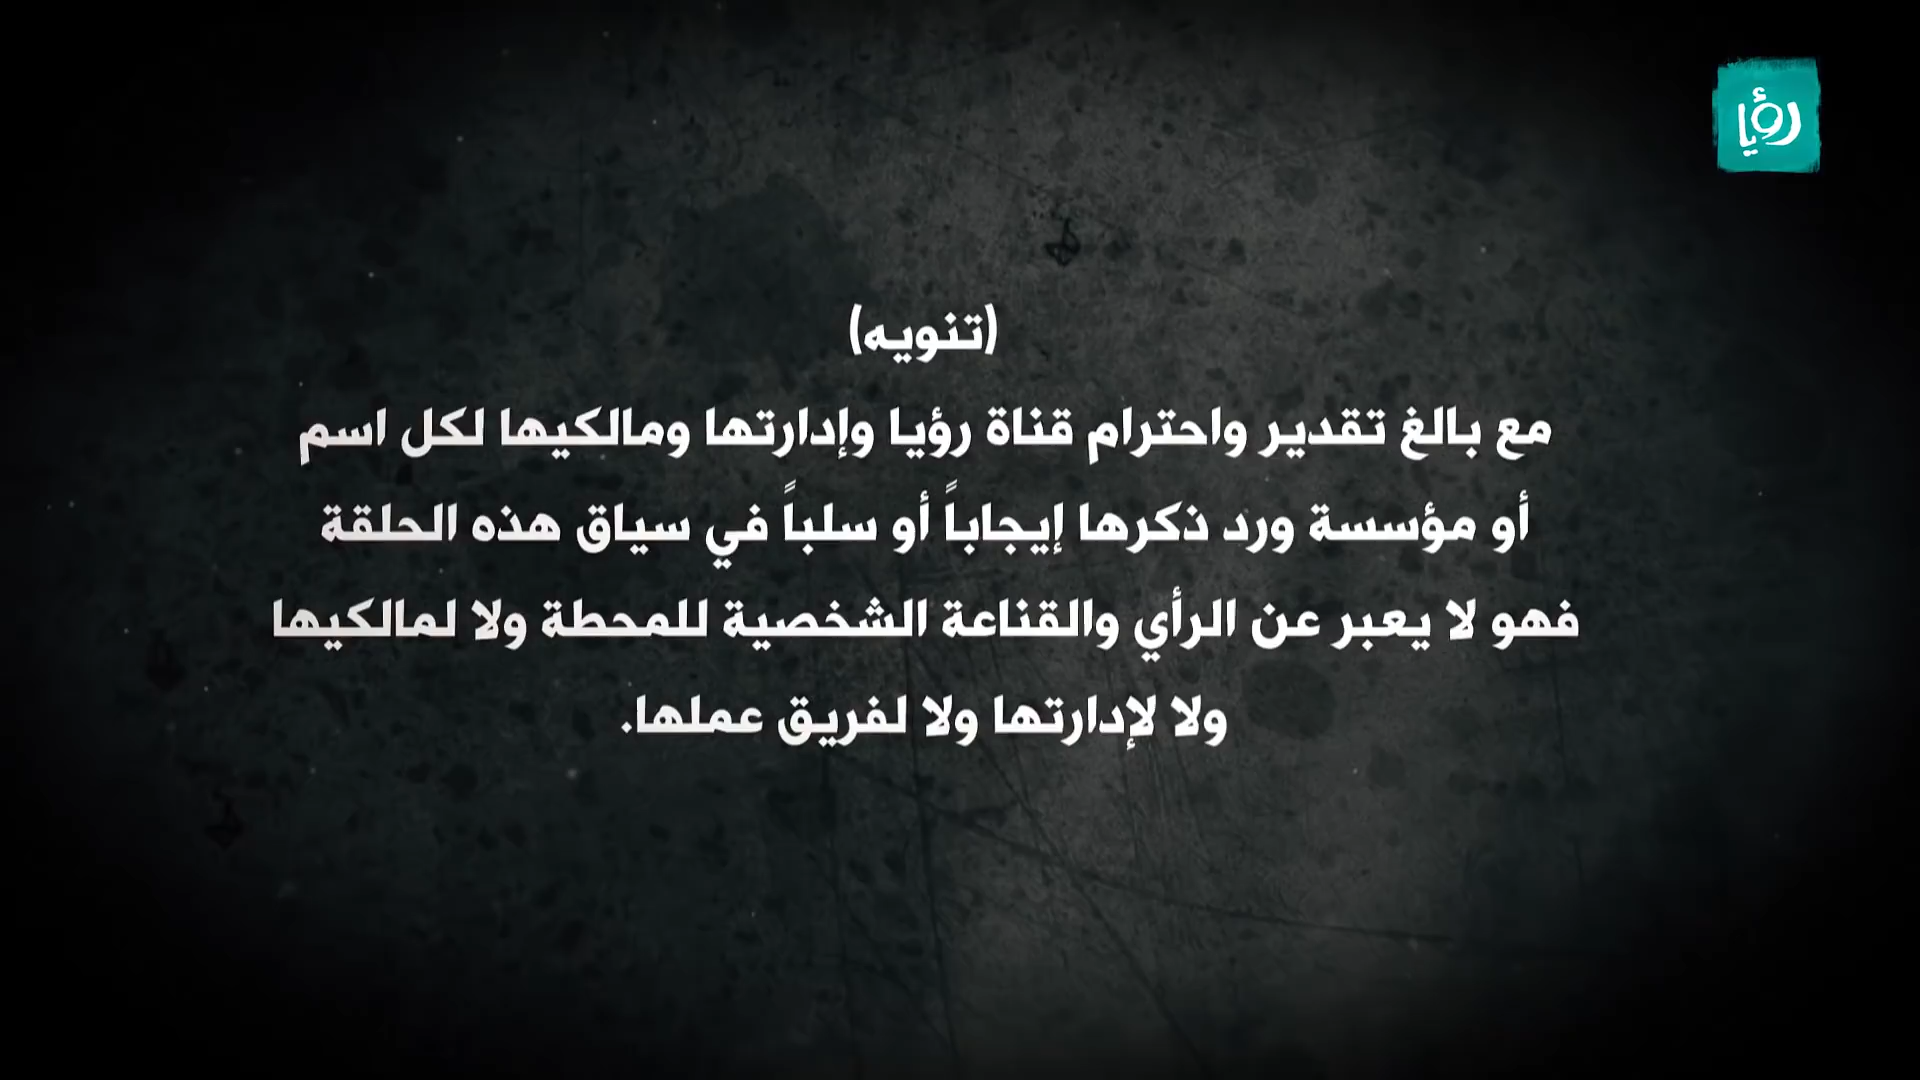 رؤيا
(تنويه)
مع بالغ تقدير واحترام قناة رؤيا وإدارتها ومالكيها لكل اسم
أو مؤسسة ورد ذكرها إيجاباً أو سلباً في سياق هذه الحلقة
فهو لا يعبر عن الرأي والقناعة الشخصية للمحطة ولا لمالكيها
ولا لإدارتها ولا لفريق عملها.